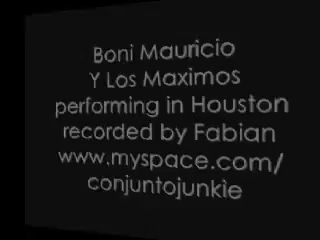 Boni Mauricio
Y Los Maximos
performing in Houston
recorded by Fabian
www.myspace.com/
conjuntojunkie